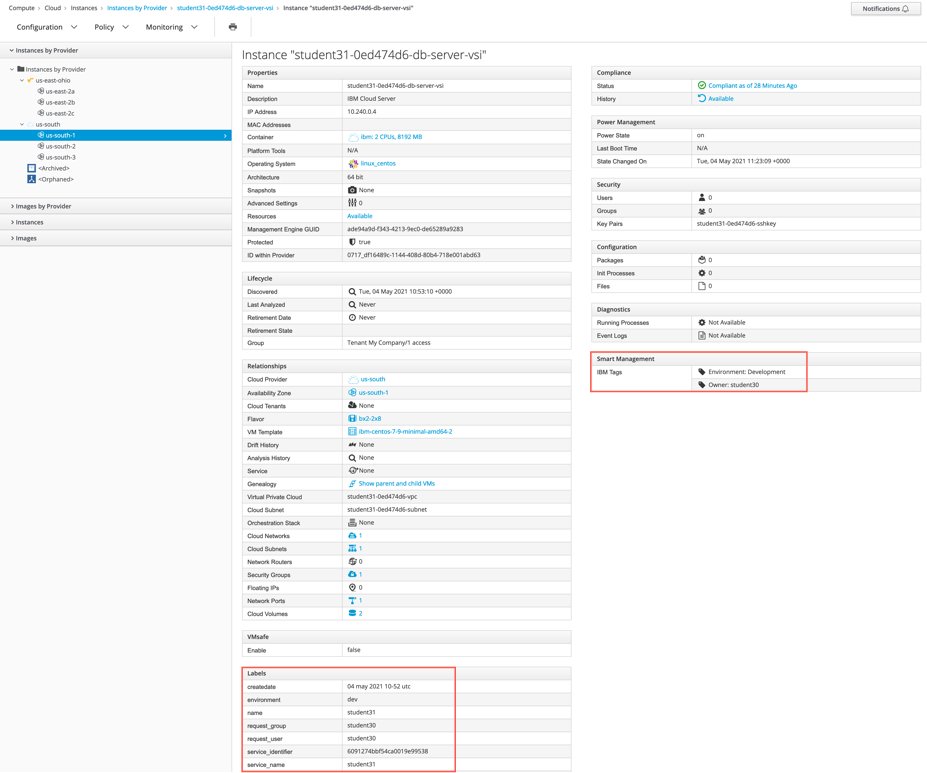 Compute > Cloud > Instances > Instances by Provider > student31-0ed474d6-db-server-vsi > Instance "student31-0ed474d6-db-server-vsi"
Notifications
Configuration Policy Monitoring
Instances by Provider
Instances by Provider
us-east-ohio
us-east-2a
us-east-2b
us-east-2c
us-south
us-south-1
us-south-2
us-south-3
<Archived>
<Orphaned>
Images by Provider
Instances
Images
Instance "student31-0ed474d6-db-server-vsi"
Properties
Name student31-0ed474d6-db-server-vsi
Description IBM Cloud Server
IP Address 10.240.0.4
MAC Addresses
Container ibm: 2 CPUs, 8192 MB
Platform Tools N/A
Operating System linux_centos
Architecture 64 bit
Snapshots None
Advanced Settings 0
Resources Available
Management Engine GUID ade94a9d-f343-4213-9ec0-de65289a9283
Protected true
ID within Provider 0717_df16489c-1144-408d-80b4-718e001abd63
Lifecycle
Discovered Tue, 04 May 2021 10:53:10 +0000
Last Analyzed Never
Retirement Date Never
Retirement State
Group Tenant My Company/1 access
Relationships
Cloud Provider us-south
Availability Zone us-south-1
Cloud Tenants None
Flavor bx2-2x8
VM Template ibm-centos-7-9-minimal-amd64-2
Drift History None
Analysis History None
Service None
Genealogy Show parent and child VMs
Virtual Private Cloud student31-0ed474d6-vpc
Cloud Subnet student31-0ed474d6-subnet
Orchestration Stack None
Cloud Networks 1
Cloud Subnets 1
Network Routers 0
Security Groups 1
Floating IPs 0
Network Ports 1
Cloud Volumes 2
VMsafe
Enable false
Labels
createdate 04 may 2021 10-52 utc
environment dev
name student31
request_group student30
request_user student30
service_identifier 6091274bbf54ca0019e99538
service_name student31
Compliance
Status Compliant as of 28 Minutes Ago
History Available
Power Management
Power State on
Last Boot Time N/A
State Changed On Tue, 04 May 2021 11:23:09 +0000
Security
Users 0
Groups 0
Key Pairs student31-0ed474d6-sshkey
Configuration
Packages 0
Init Processes 0
Files 0
Diagnostics
Running Processes Not Available
Event Logs Not Available
Smart Management
IBM Tags Environment: Development
Owner: student30